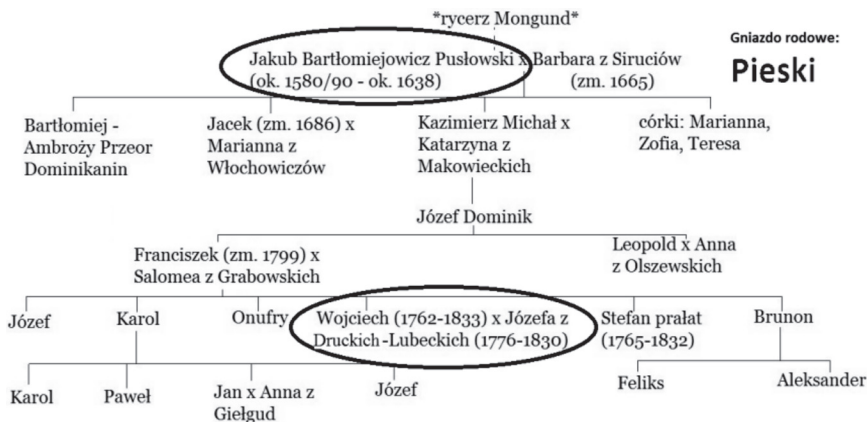 *rycerz Mongund*
Gniazdo rodowe:
Pieski
Jakub Bartłomiejowicz Pusłowski x Barbara z Siruciów
(ok. 1580/90 - ok. 1638) (zm. 1665)
Bartłomiej -
Ambroży Przeor
Dominikanin
Jacek (zm. 1686) x
Marianna z
Włochowiczów
Kazimierz Michał x
Katarzyna z
Makowieckich
córki: Marianna,
Zofia, Teresa
Józef Dominik
Franciszek (zm. 1799) x
Salomea z Grabowskich
Leopold x Anna
z Olszewskich
Józef
Karol
Onufry
Wojciech (1762-1833) x Józefa z
Druckich-Lubeckich (1776-1830)
Stefan prałat
(1765-1832)
Brunon
Karol
Paweł
Jan x Anna z
Giełgud
Józef
Feliks
Aleksander